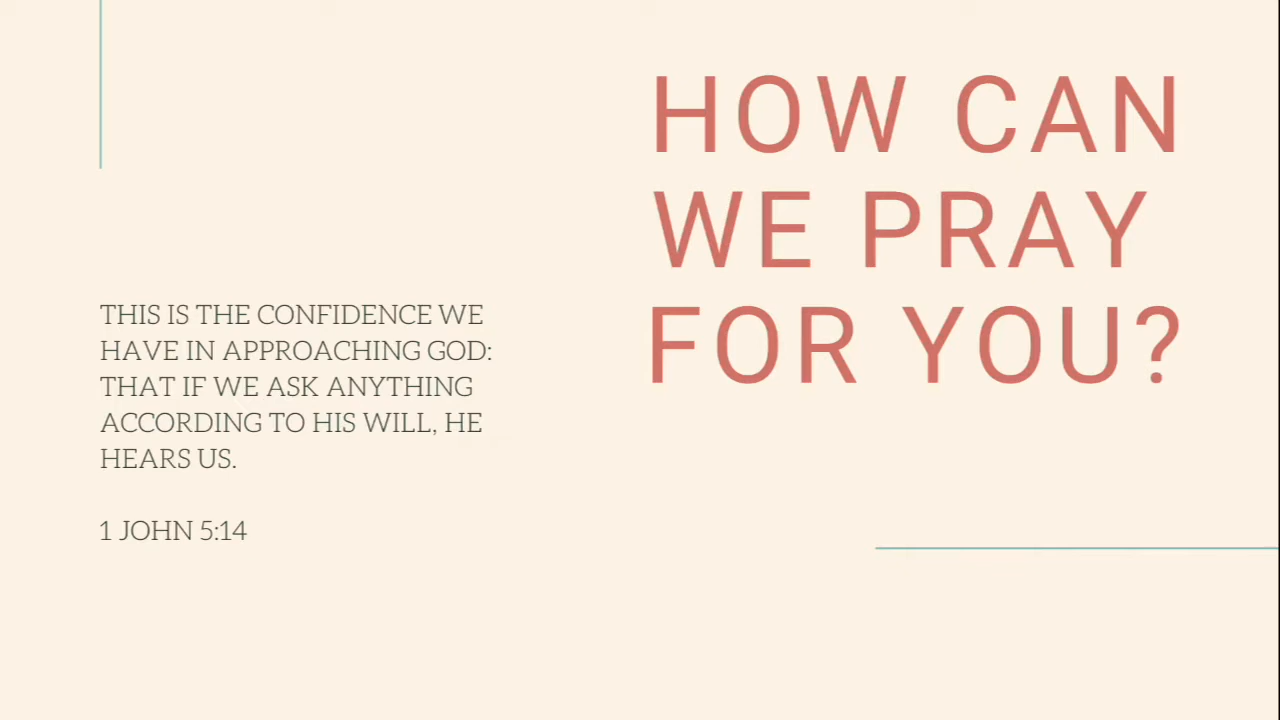 HOW CAN
WE PRAY
FOR YOU?
THIS IS THE CONFIDENCE WE
HAVE IN APPROACHING GOD:
THAT IF WE ASK ANYTHING
ACCORDING TO HIS WILL, HE
HEARS US.
1 JOHN 5:14